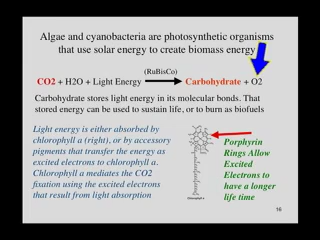 Algae and cyanobacteria are photosynthetic organisms
that use solar energy to create biomass energy
(RuBisCo)
CO2 + H2O + Light Energy Carbohydrate + O2
Carbohydrate stores light energy in its molecular bonds. That
stored energy can be used to sustain life, or to burn as biofuels
Light energy is either absorbed by
chlorophyll a (right), or by accessory
pigments that transfer the energy as
excited electrons to chlorophyll a.
Chlorophyll a mediates the CO2
fixation using the excited electrons
that result from light absorption
Porphyrin
Rings Allow
Excited
Electrons to
have a longer
life time
Chlorophyll a
16